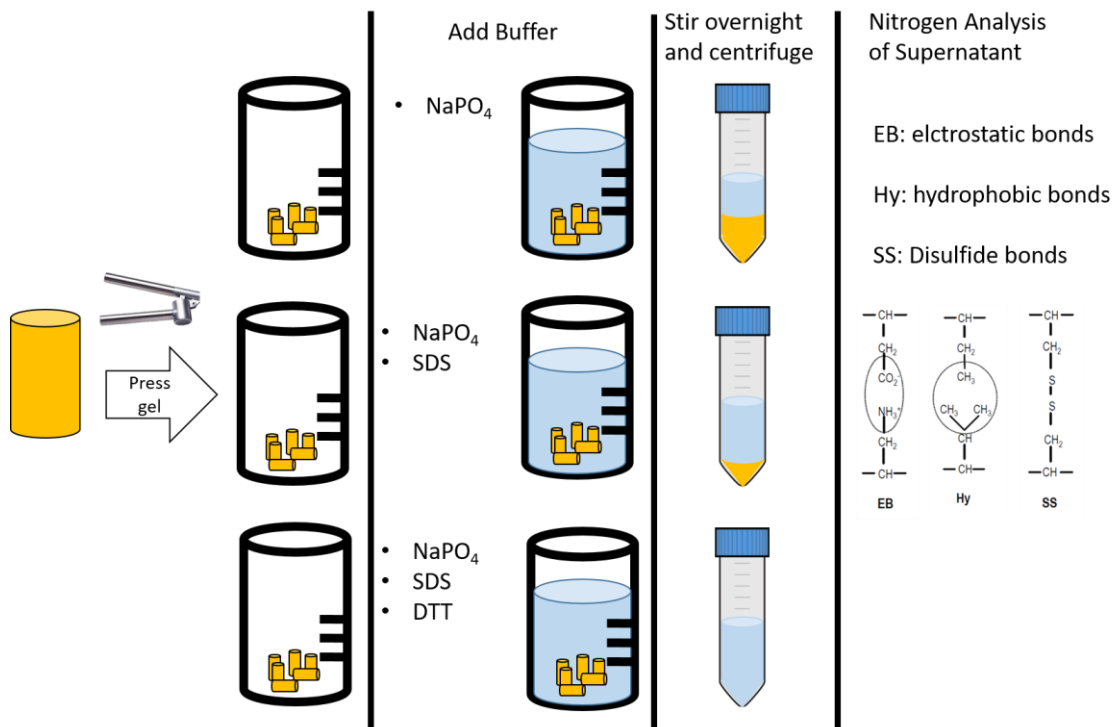 Add Buffer
Stir overnight
and centrifuge
Nitrogen Analysis
of Supernatant
• NaPO₄
EB: elctrostatic bonds
Hy: hydrophobic bonds
SS: Disulfide bonds
Press
gel
• NaPO₄
• SDS
—CH—
CH₂
CO₂⁻
NH₃⁺
CH₂
—CH—
EB
—CH—
CH₂
CH₃
CH₃ CH₃
CH
—CH—
Hy
—CH—
CH₂
S
S
CH₂
—CH—
SS
• NaPO₄
• SDS
• DTT